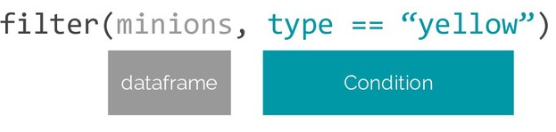 filter(minions, type == “yellow”)
dataframe Condition